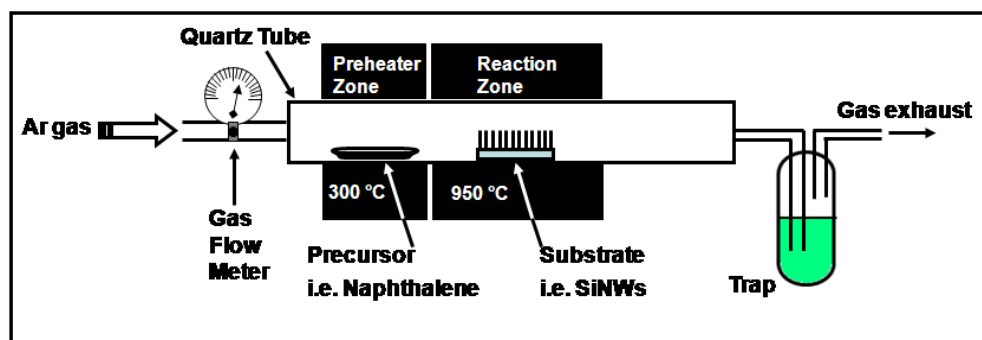 Quartz Tube
Preheater
Zone
Reaction
Zone
Ar gas
Gas exhaust
300 °C
950 °C
Gas
Flow
Meter
Precursor
i.e. Naphthalene
Substrate
i.e. SiNWs
Trap